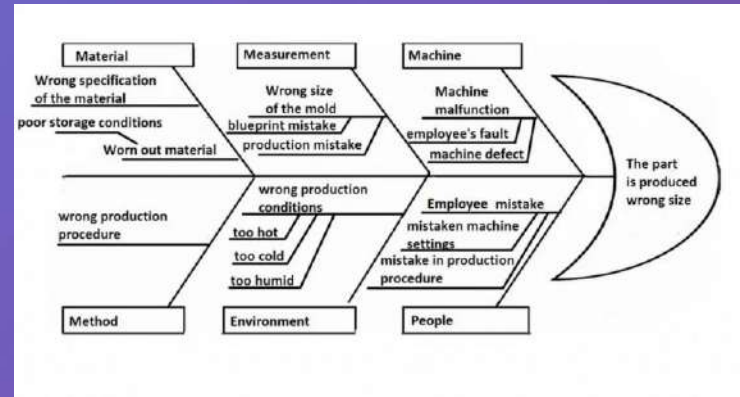 Material
Measurement
Machine
Wrong specification
of the material
poor storage conditions
Worn out material
Wrong size
of the mold
blueprint mistake
production mistake
Machine
malfunction
employee's fault
machine defect
The part
is produced
wrong size
wrong production
procedure
wrong production
conditions
too hot
too cold
too humid
Employee mistake
mistaken machine
settings
mistake in production
procedure
Method
Environment
People